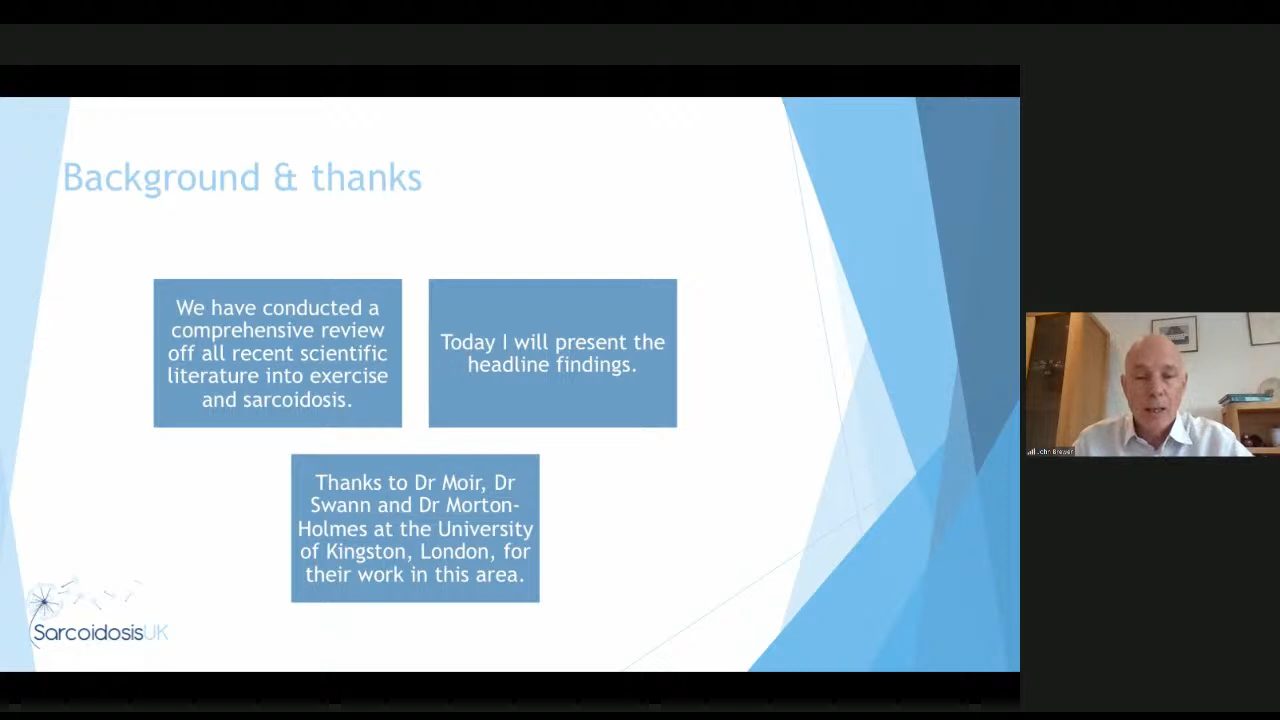 Background & thanks
We have conducted a
comprehensive review
off all recent scientific
literature into exercise
and sarcoidosis.
Today I will present the
headline findings.
Thanks to Dr Moir, Dr
Swann and Dr Morton-
Holmes at the University
of Kingston, London, for
their work in this area.
SarcoidosisUK
John Brewer